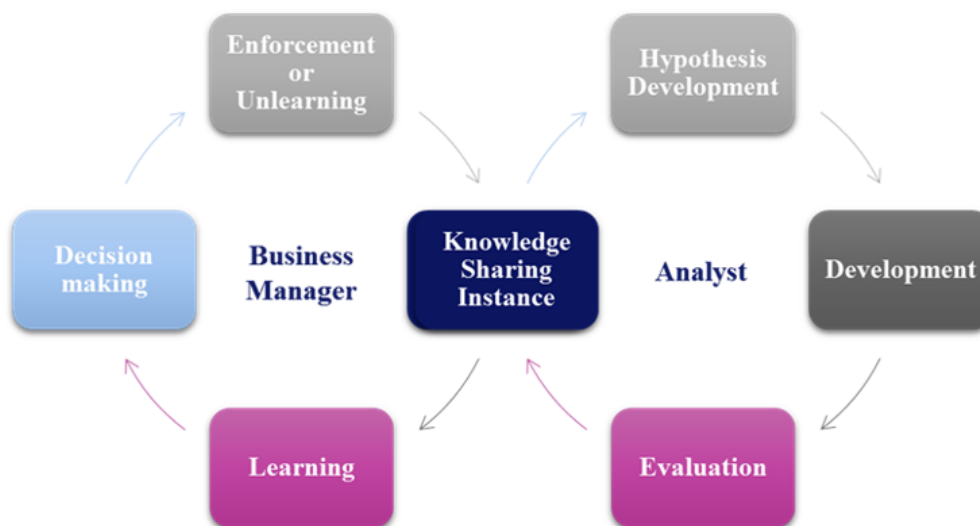 Enforcement
or
Unlearning
Hypothesis
Development
Decision
making
Business
Manager
Knowledge
Sharing
Instance
Analyst
Development
Learning
Evaluation